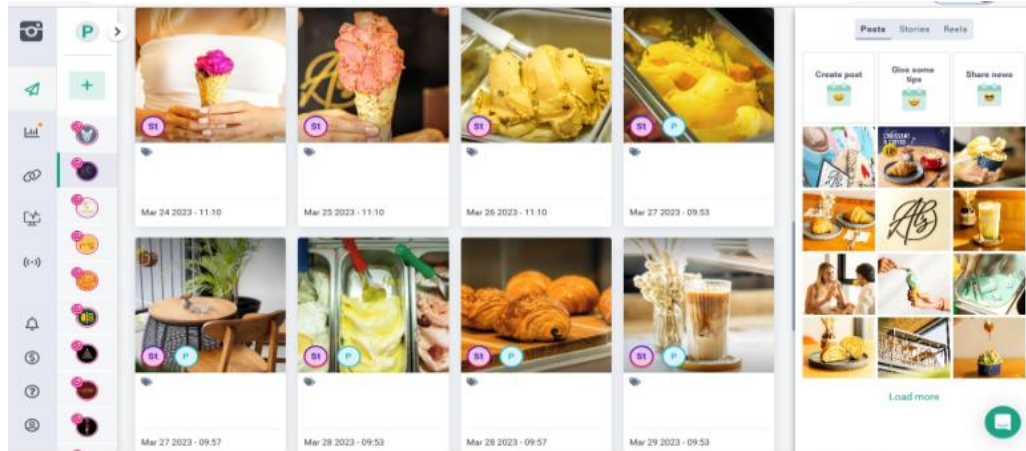 P
Posts Stories Reels
Create post
Give some
tips
Share news
St
St
St
St P
Mar 24 2023 - 11:10
Mar 25 2023 - 11:10
Mar 26 2023 - 11:10
Mar 27 2023 - 09:53
CROISSANT
& COFFEE
Alz
St P
St P
St P
St P
Mar 27 2023 - 09:57
Mar 28 2023 - 09:53
Mar 28 2023 - 09:57
Mar 29 2023 - 09:53
Load more